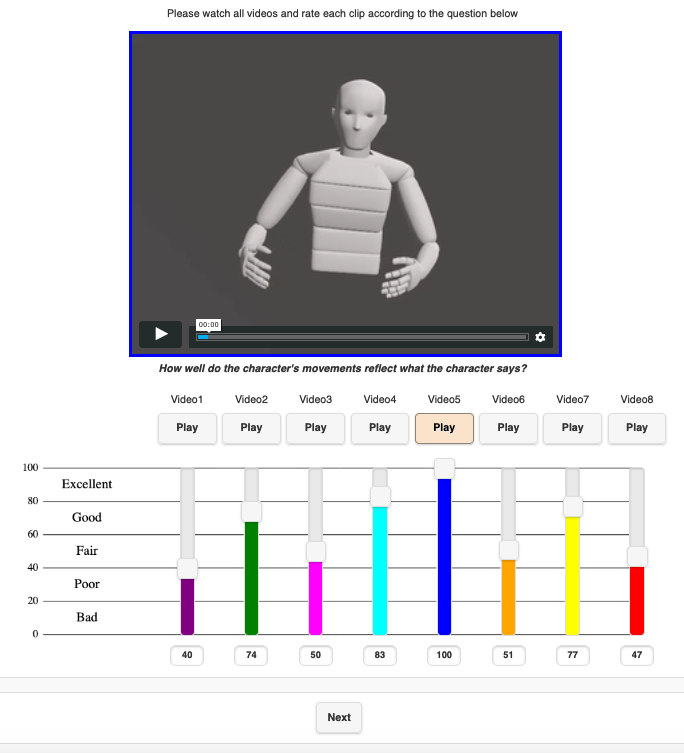 Please watch all videos and rate each clip according to the question below
00:00
How well do the character's movements reflect what the character says?
Video1 Video2 Video3 Video4 Video5 Video6 Video7 Video8
Play Play Play Play Play Play Play Play
100
Excellent
80
Good
60
Fair
40
Poor
20
Bad
0
40 74 50 83 100 51 77 47
Next